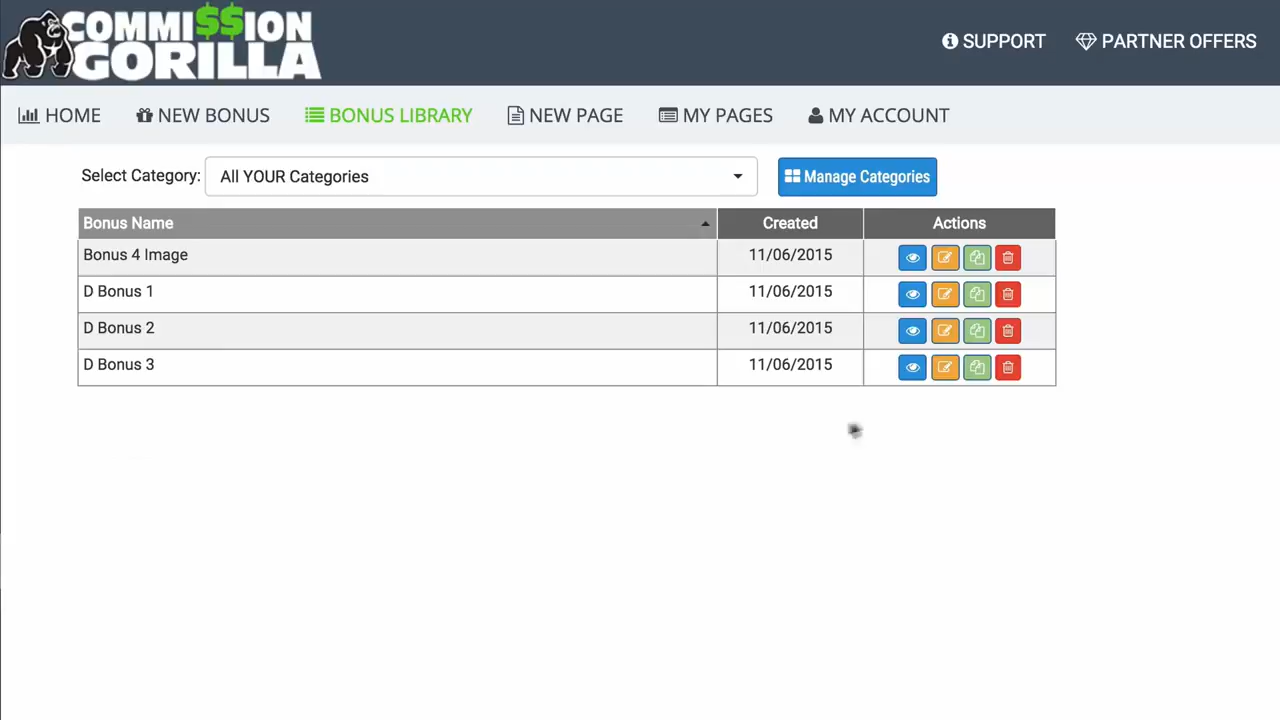 COMMI$$ION
GORILLA
SUPPORT
PARTNER OFFERS
HOME
NEW BONUS
BONUS LIBRARY
NEW PAGE
MY PAGES
MY ACCOUNT
Select Category: All YOUR Categories
Manage Categories
Bonus Name Created Actions
Bonus 4 Image 11/06/2015
D Bonus 1 11/06/2015
D Bonus 2 11/06/2015
D Bonus 3 11/06/2015